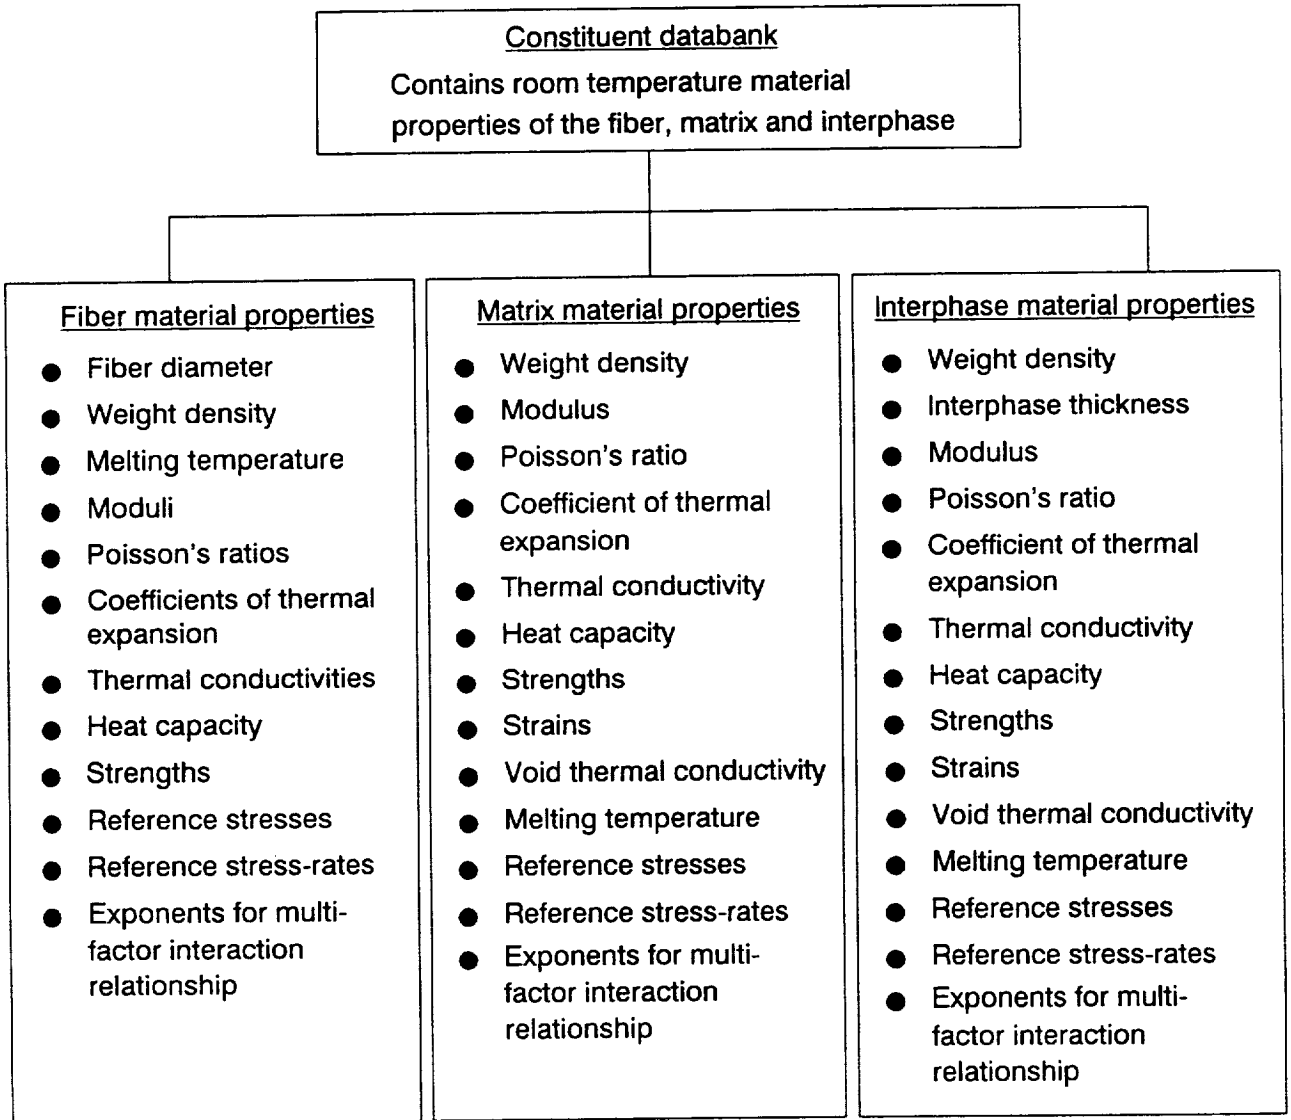 Constituent databank
Contains room temperature material
properties of the fiber, matrix and interphase
Fiber material properties
● Fiber diameter
● Weight density
● Melting temperature
● Moduli
● Poisson's ratios
● Coefficients of thermal
expansion
● Thermal conductivities
● Heat capacity
● Strengths
● Reference stresses
● Reference stress-rates
● Exponents for multi-
factor interaction
relationship
Matrix material properties
● Weight density
● Modulus
● Poisson's ratio
● Coefficient of thermal
expansion
● Thermal conductivity
● Heat capacity
● Strengths
● Strains
● Void thermal conductivity
● Melting temperature
● Reference stresses
● Reference stress-rates
● Exponents for multi-
factor interaction
relationship
Interphase material properties
● Weight density
● Interphase thickness
● Modulus
● Poisson's ratio
● Coefficient of thermal
expansion
● Thermal conductivity
● Heat capacity
● Strengths
● Strains
● Void thermal conductivity
● Melting temperature
● Reference stresses
● Reference stress-rates
● Exponents for multi-
factor interaction
relationship